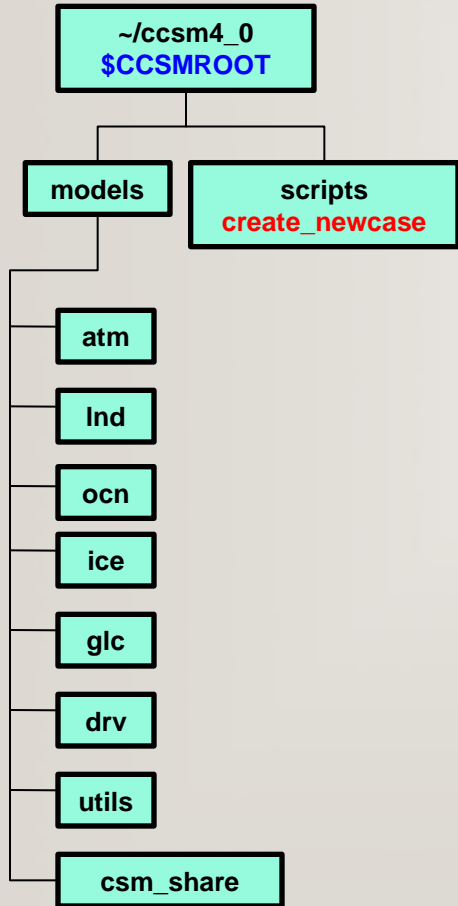 ~/ccsm4_0
$CCSMROOT
models
scripts
create_newcase
atm
lnd
ocn
ice
glc
drv
utils
csm_share